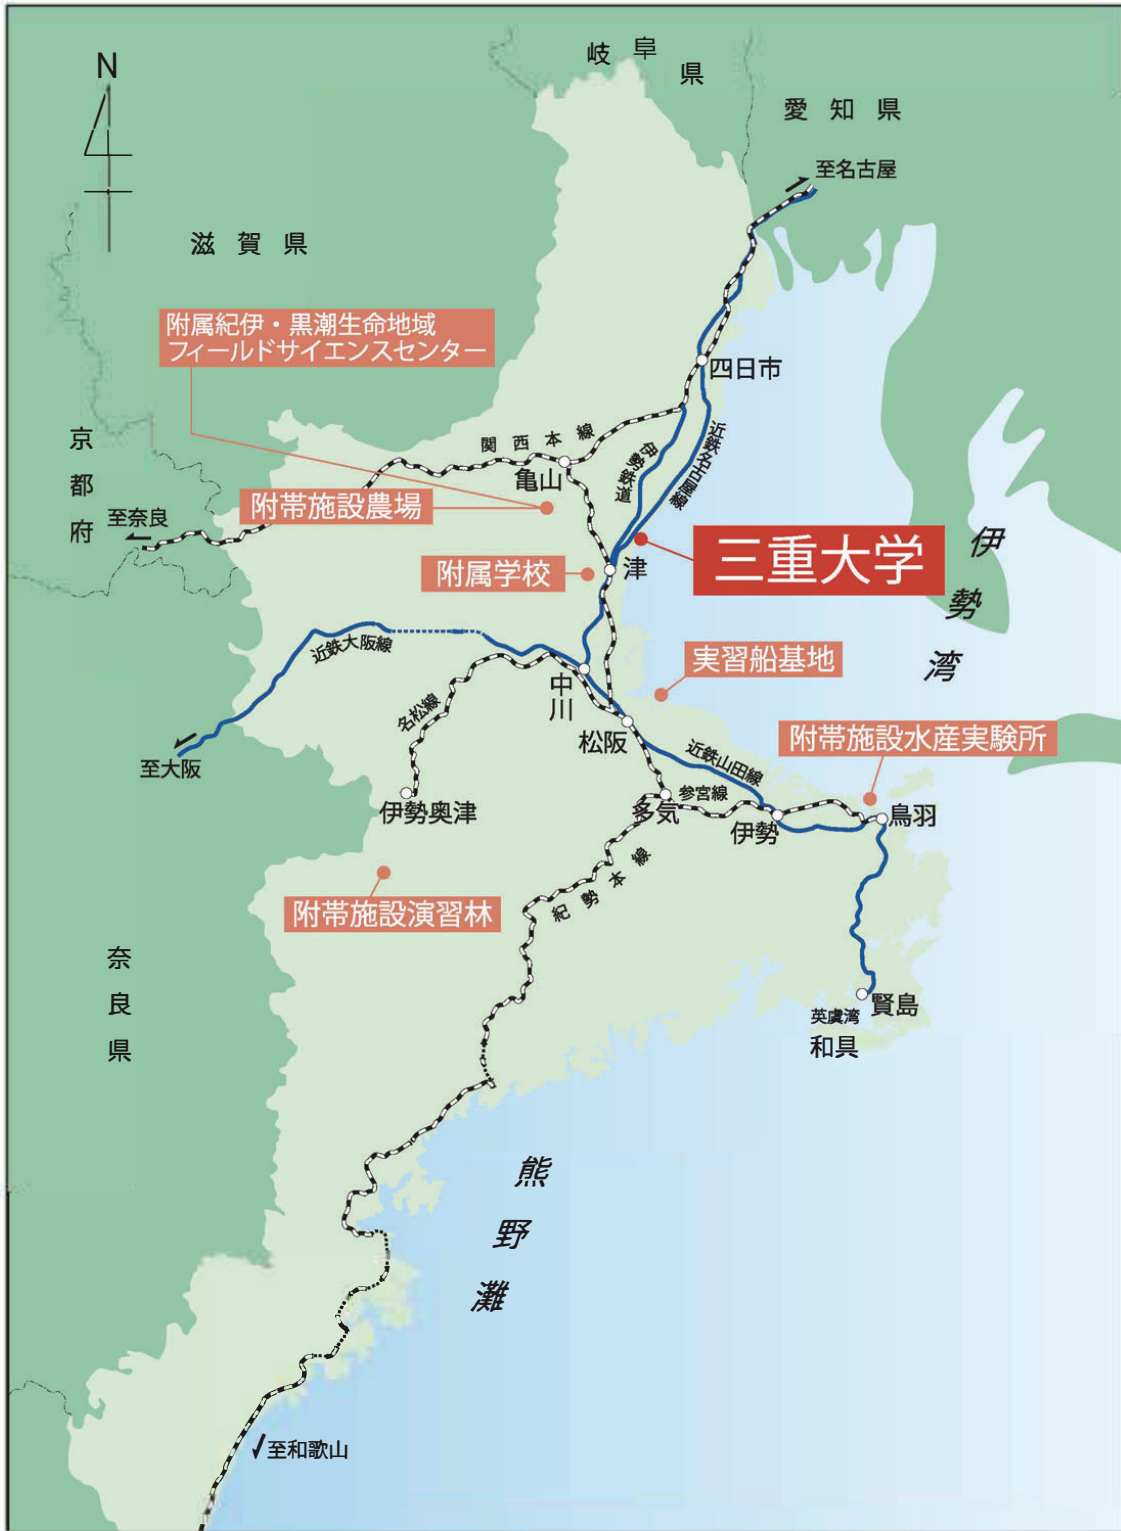 N
岐阜県
愛知県
至名古屋
滋賀県
附属紀伊・黒潮生命地域
フィールドサイエンスセンター
四日市
京都府
関西本線
伊勢鉄道
近鉄名古屋線
亀山
附帯施設農場
至奈良
三重大学
伊勢湾
附属学校
津
近鉄大阪線
実習船基地
中川
名松線
松阪
附帯施設水産実験所
至大阪
近鉄山田線
参宮線
伊勢奥津
多気
伊勢
鳥羽
紀勢本線
附帯施設演習林
奈良県
賢島
英虞湾
和具
熊野灘
至和歌山